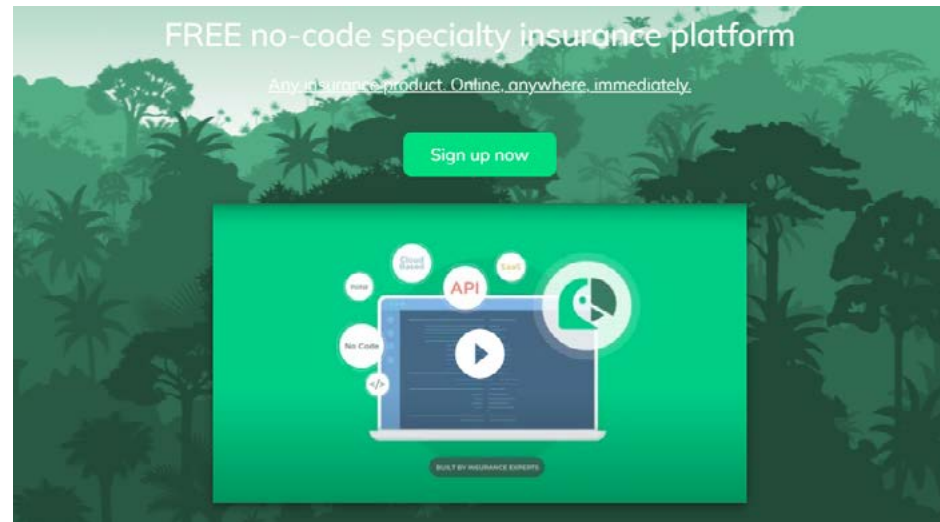 FREE no-code specialty insurance platform
Any insurance product. Online, anywhere, immediately.
Sign up now
Cloud
Based
SaaS
API
No Code
</>
BUILT BY INSURANCE EXPERTS